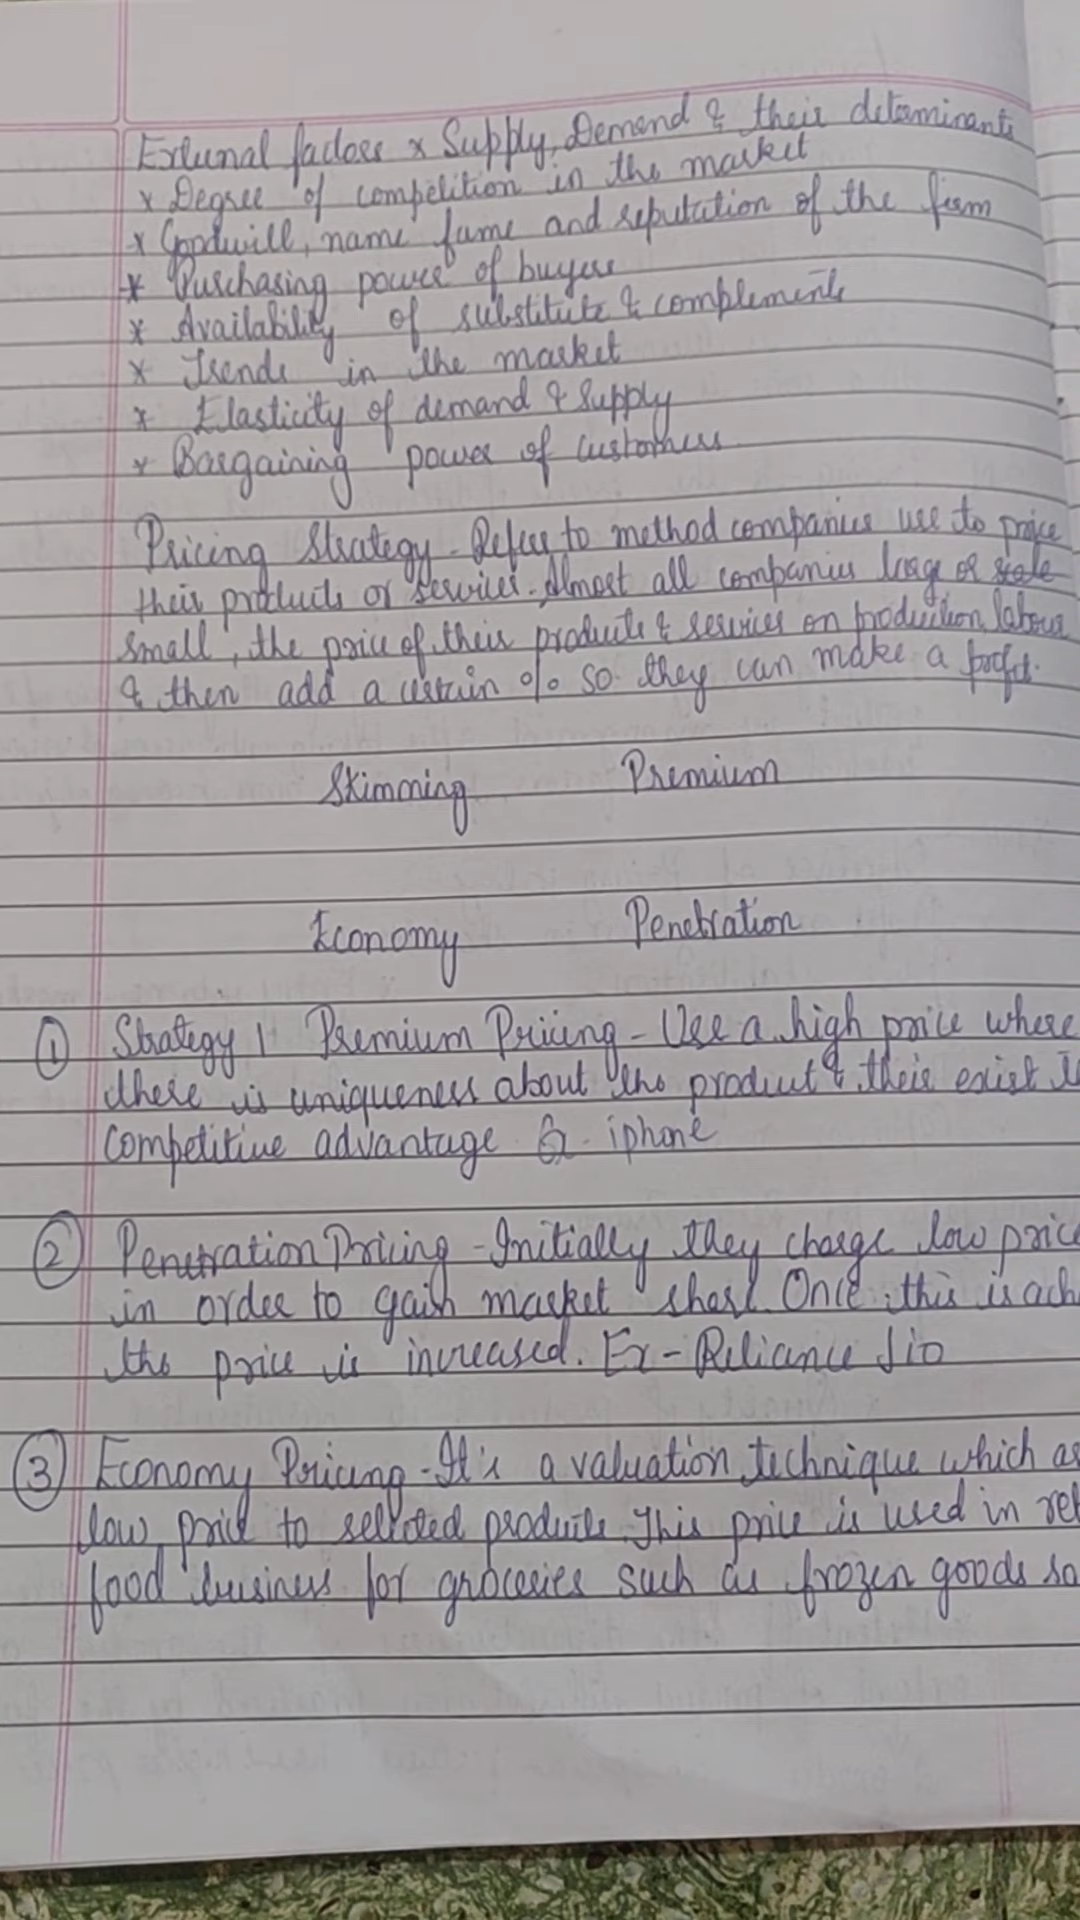 External factors x Supply, Demand & their determinants
x Degree of competition in the market
x Goodwill, name fame and reputation of the firm
x Purchasing power of buyers
x Availability of substitute & complements
x Trends in the market
x Elasticity of demand & supply
x Bargaining power of customers
Pricing Strategy - Refer to method companies use to price
their products or services. Almost all companies large or
small, the price of their products & services on production, labour
& then add a certain % so they can make a profit.
Skimming Premium
Economy Penetration
① Strategy 1 Premium Pricing - Use a high price where
there is uniqueness about the product & their exist
competitive advantage Ex - iphone
② Penetration Pricing - Initially they charge low price
in order to gain market share. Once this is ach
the price is increased. Ex - Reliance Jio
③ Economy Pricing - It's a valuation technique which as
low price to selected products. This price is used in ret
food business for groceries such as frozen goods so